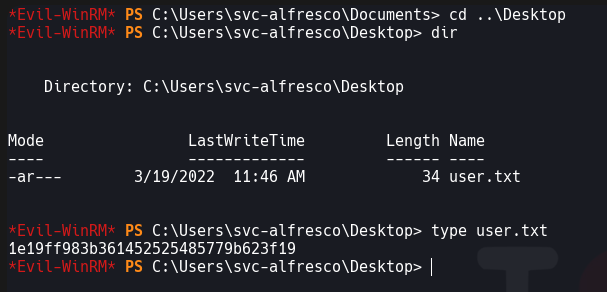 *Evil-WinRM* PS C:\Users\svc-alfresco\Documents> cd ..\Desktop
*Evil-WinRM* PS C:\Users\svc-alfresco\Desktop> dir
Directory: C:\Users\svc-alfresco\Desktop
Mode LastWriteTime Length Name
---- ------------- ------ ----
-ar--- 3/19/2022 11:46 AM 34 user.txt
*Evil-WinRM* PS C:\Users\svc-alfresco\Desktop> type user.txt
1e19ff983b361452525485779b623f19
*Evil-WinRM* PS C:\Users\svc-alfresco\Desktop>